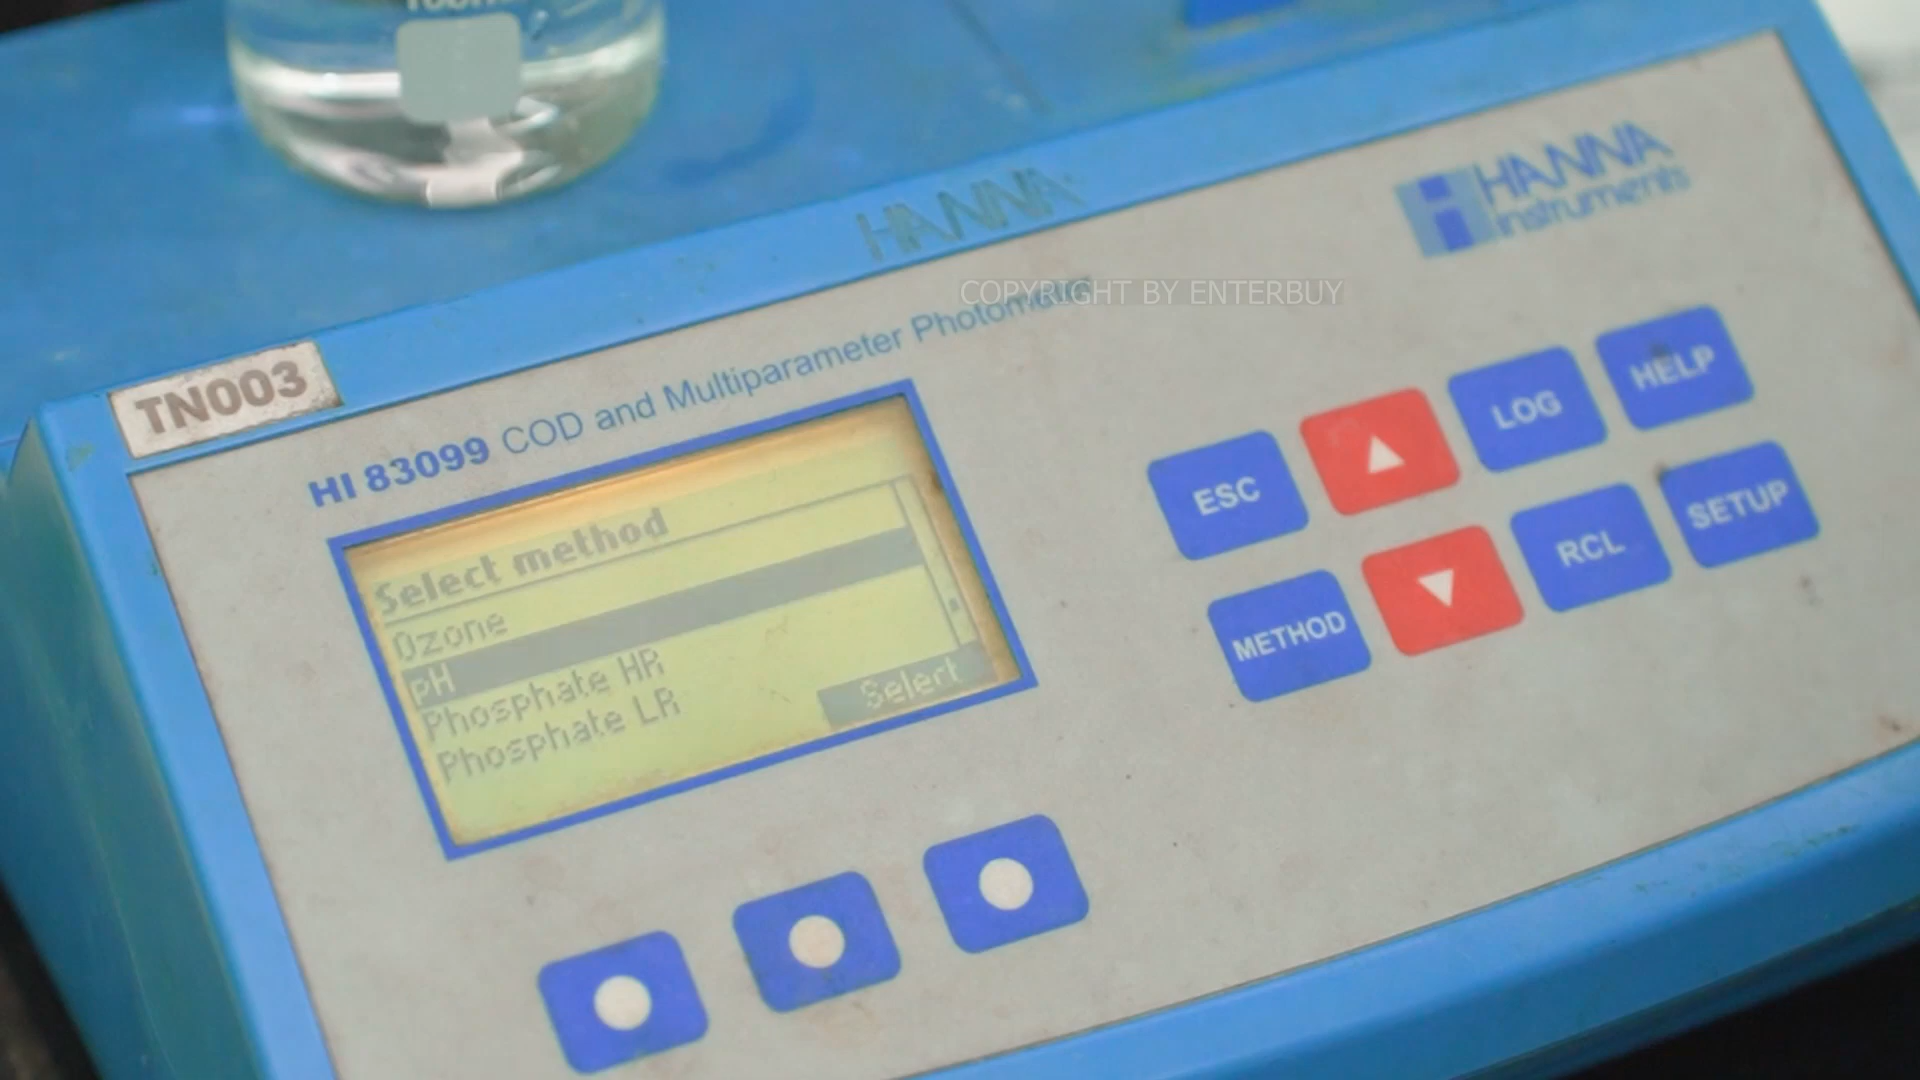 HANNA
HANNA
instruments
COPYRIGHT BY ENTERBUY
TN003
HI 83099 COD and Multiparameter Photometer
Select method
Ozone
pH
Phosphate HR
Phosphate LR
Select
ESC
LOG
HELP
METHOD
RCL
SETUP